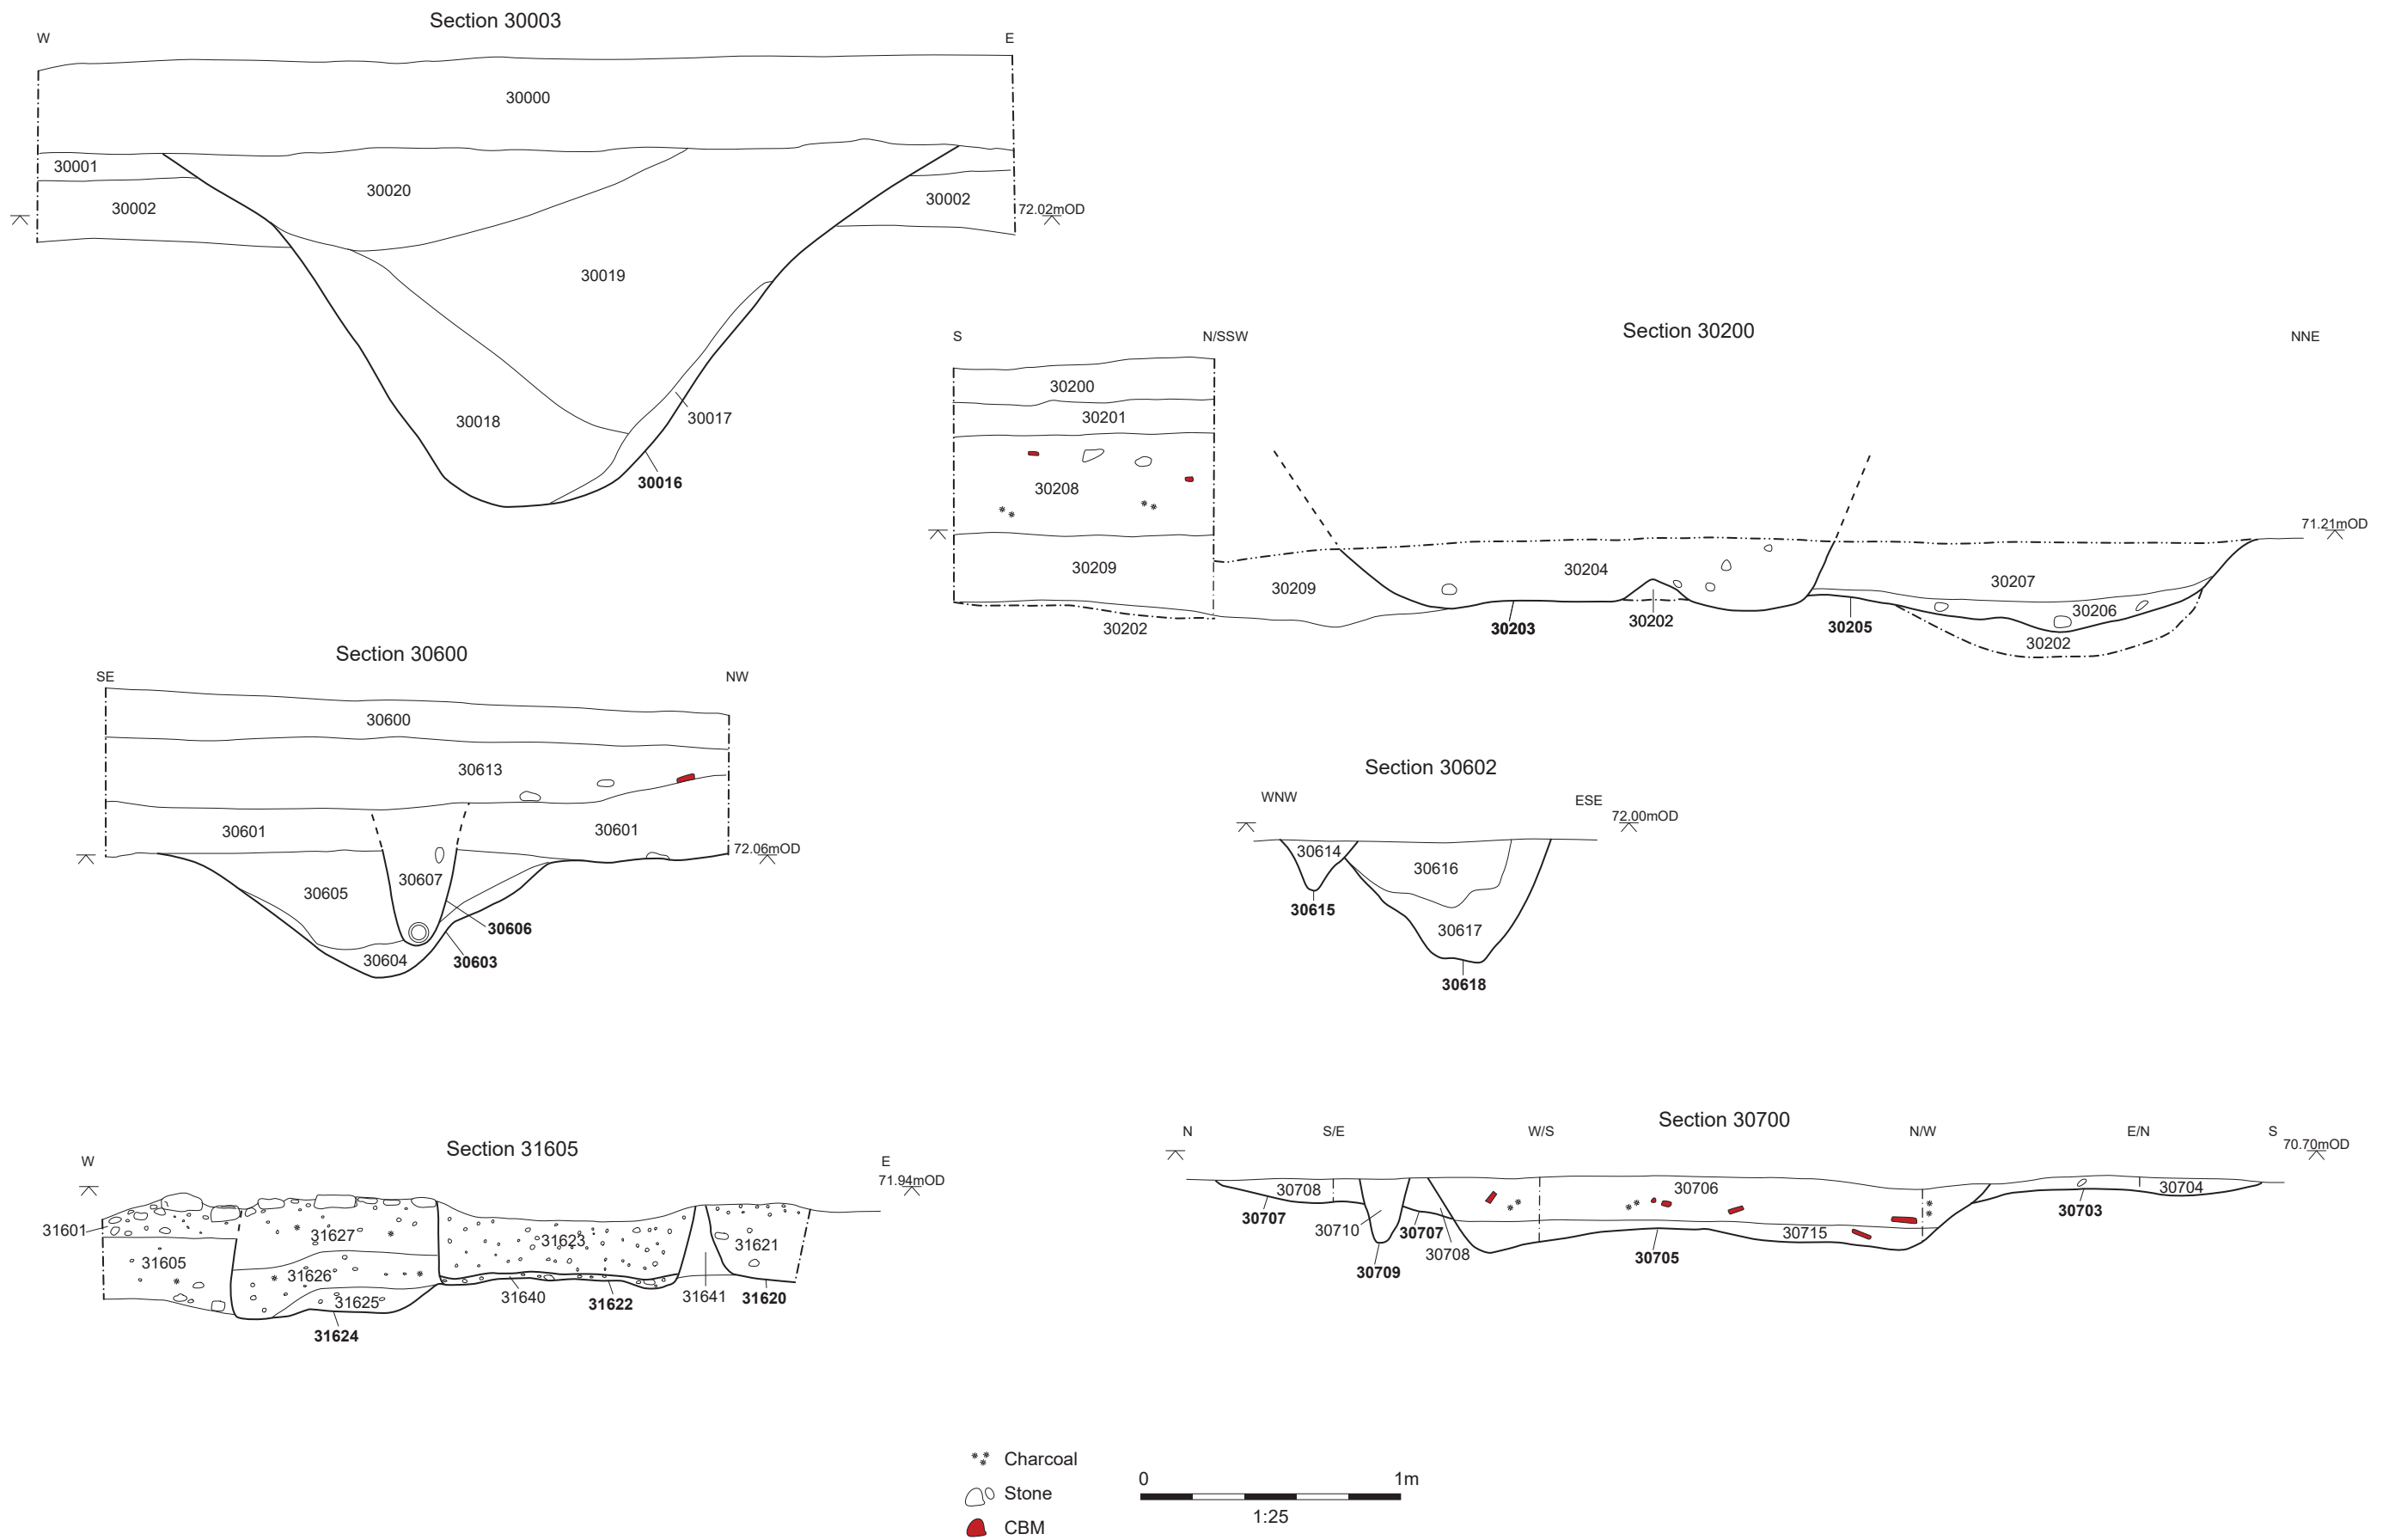 Section 30003
W
E
30000
30001
30020
30002
30002
72.02mOD
30019
30018
30017
30016
Section 30200
S
N/SSW
NNE
30200
30201
30208
71.21mOD
30209
30209
30204
30207
30206
30202
30203
30202
30205
30202
Section 30600
SE
NW
30600
30613
30601
30601
72.06mOD
30605
30607
30606
30604
30603
Section 30602
WNW
ESE
72.00mOD
30614
30616
30615
30617
30618
Section 31605
W
E
71.94mOD
31601
31627
31623
31621
31605
31626
31625
31640
31622
31641
31620
31624
Section 30700
N
S/E
W/S
N/W
E/N
S
70.70mOD
30708
30706
30704
30707
30710
30707
30708
30715
30703
30705
30709
Charcoal
Stone
CBM
0
1m
1:25